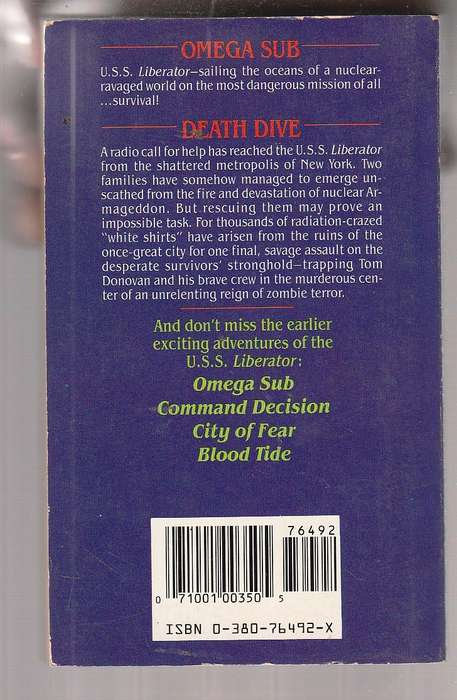 OMEGA SUB
U.S.S. Liberator—sailing the oceans of a nuclear-
ravaged world on the most dangerous mission of all
...survival!
DEATH DIVE
A radio call for help has reached the U.S.S. Liberator
from the shattered metropolis of New York. Two
families have somehow managed to emerge un-
scathed from the fire and devastation of nuclear Ar-
mageddon. But rescuing them may prove an
impossible task. For thousands of radiation-crazed
"white shirts" have arisen from the ruins of the
once-great city for one final, savage assault on the
desperate survivors' stronghold—trapping Tom
Donovan and his brave crew in the murderous cen-
ter of an unrelenting reign of zombie terror.
And don't miss the earlier
exciting adventures of the
U.S.S. Liberator:
Omega Sub
Command Decision
City of Fear
Blood Tide
76492
0 71001 00350 5
ISBN 0-380-76492-X